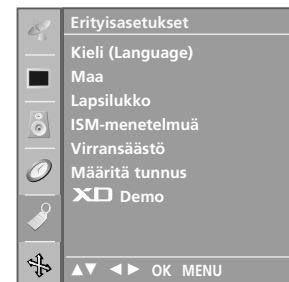 Erityisasetukset
Kieli (Language)
Maa
Lapsilukko
ISM-menetelmuä
Virransäästö
Määritä tunnus
XD Demo
▲▼ ◄► OK MENU